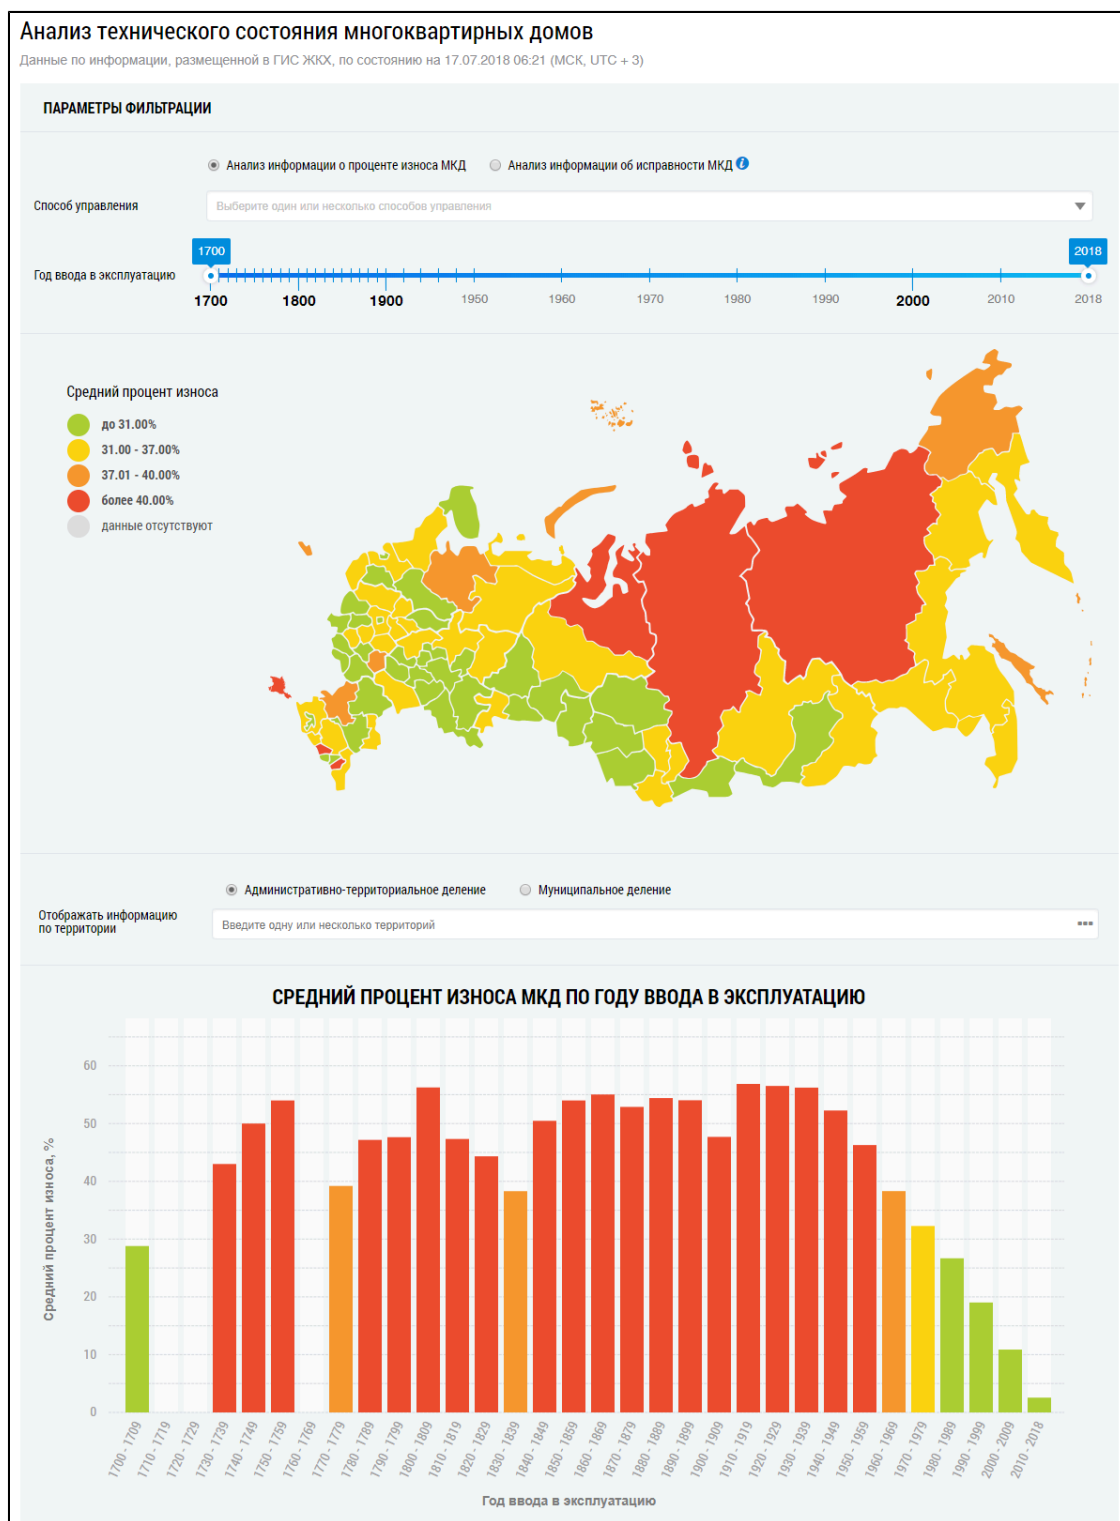 Анализ технического состояния многоквартирных домов
Данные по информации, размещенной в ГИС ЖКХ, по состоянию на 17.07.2018 06:21 (МСК, UTC + 3)
ПАРАМЕТРЫ ФИЛЬТРАЦИИ
Анализ информации о проценте износа МКД Анализ информации об исправности МКД
Способ управления Выберите один или несколько способов управления
1700 2018
Год ввода в эксплуатацию
1700 1800 1900 1950 1960 1970 1980 1990 2000 2010 2018
Средний процент износа
до 31.00%
31.00 - 37.00%
37.01 - 40.00%
более 40.00%
данные отсутствуют
Административно-территориальное деление Муниципальное деление
Отображать информацию
по территории
Введите одну или несколько территорий
СРЕДНИЙ ПРОЦЕНТ ИЗНОСА МКД ПО ГОДУ ВВОДА В ЭКСПЛУАТАЦИЮ
Средний процент износа, %
60
50
40
30
20
10
0
1700 - 1709
1710 - 1719
1720 - 1729
1730 - 1739
1740 - 1749
1750 - 1759
1760 - 1769
1770 - 1779
1780 - 1789
1790 - 1799
1800 - 1809
1810 - 1819
1820 - 1829
1830 - 1839
1840 - 1849
1850 - 1859
1860 - 1869
1870 - 1879
1880 - 1889
1890 - 1899
1900 - 1909
1910 - 1919
1920 - 1929
1930 - 1939
1940 - 1949
1950 - 1959
1960 - 1969
1970 - 1979
1980 - 1989
1990 - 1999
2000 - 2009
2010 - 2018
Год ввода в эксплуатацию